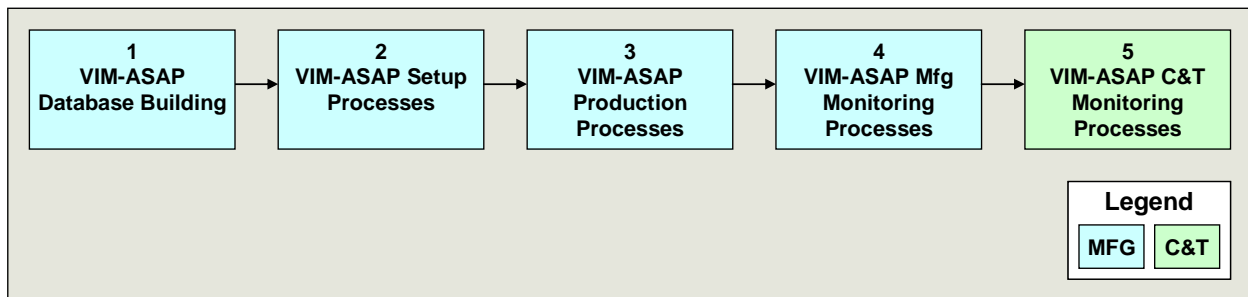 1
VIM-ASAP
Database Building
2
VIM-ASAP Setup
Processes
3
VIM-ASAP
Production
Processes
4
VIM-ASAP Mfg
Monitoring
Processes
5
VIM-ASAP C&T
Monitoring
Processes
Legend
MFG
C&T